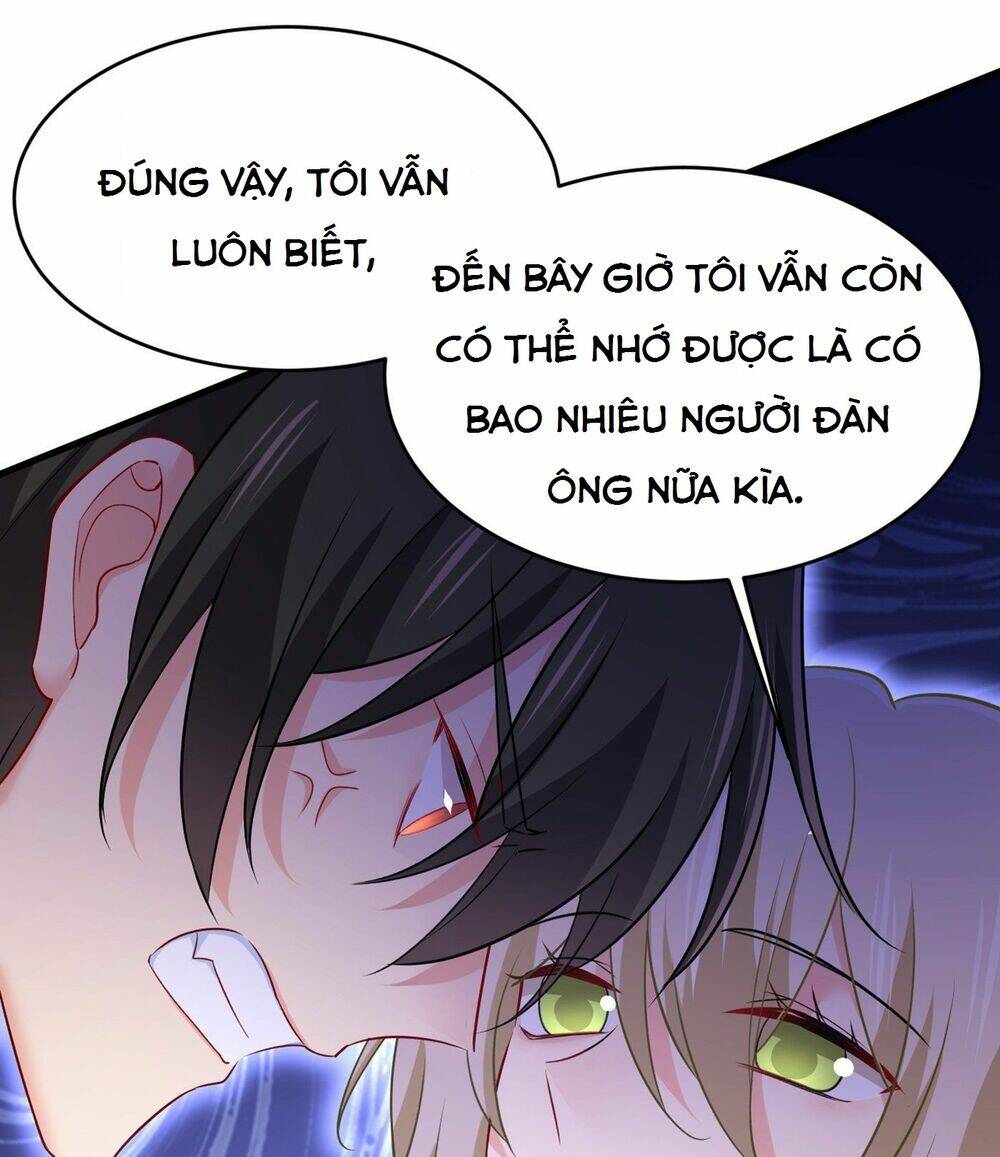 ĐÚNG VẬY, TÔI VẪN
LUÔN BIẾT,
ĐẾN BÂY GIỜ TÔI VẪN CÒN
CÓ THỂ NHỚ ĐƯỢC LÀ CÓ
BAO NHIÊU NGƯỜI ĐÀN
ÔNG NỮA KÌA.